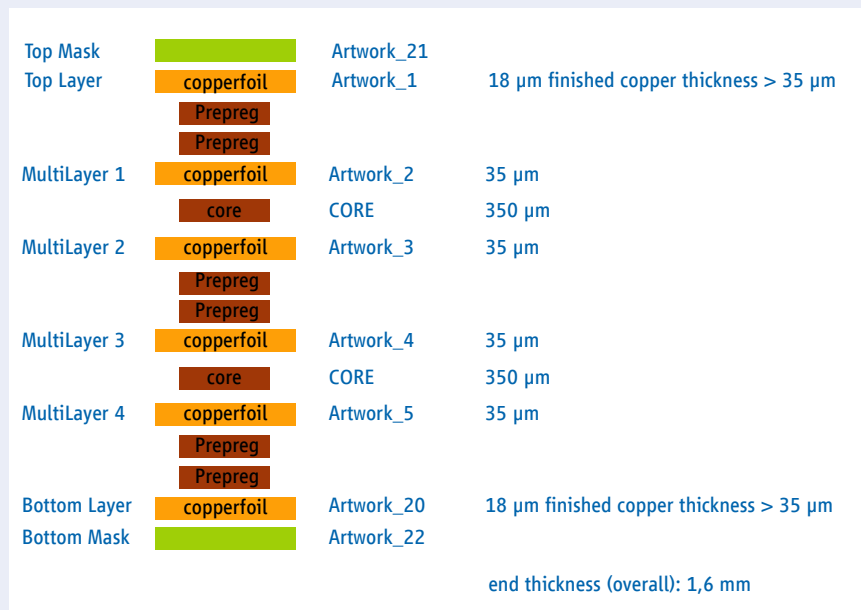 Top Mask Artwork_21
Top Layer copperfoil Artwork_1 18 µm finished copper thickness > 35 µm
Prepreg
Prepreg
MultiLayer 1 copperfoil Artwork_2 35 µm
core CORE 350 µm
MultiLayer 2 copperfoil Artwork_3 35 µm
Prepreg
Prepreg
MultiLayer 3 copperfoil Artwork_4 35 µm
core CORE 350 µm
MultiLayer 4 copperfoil Artwork_5 35 µm
Prepreg
Prepreg
Bottom Layer copperfoil Artwork_20 18 µm finished copper thickness > 35 µm
Bottom Mask Artwork_22
end thickness (overall): 1,6 mm